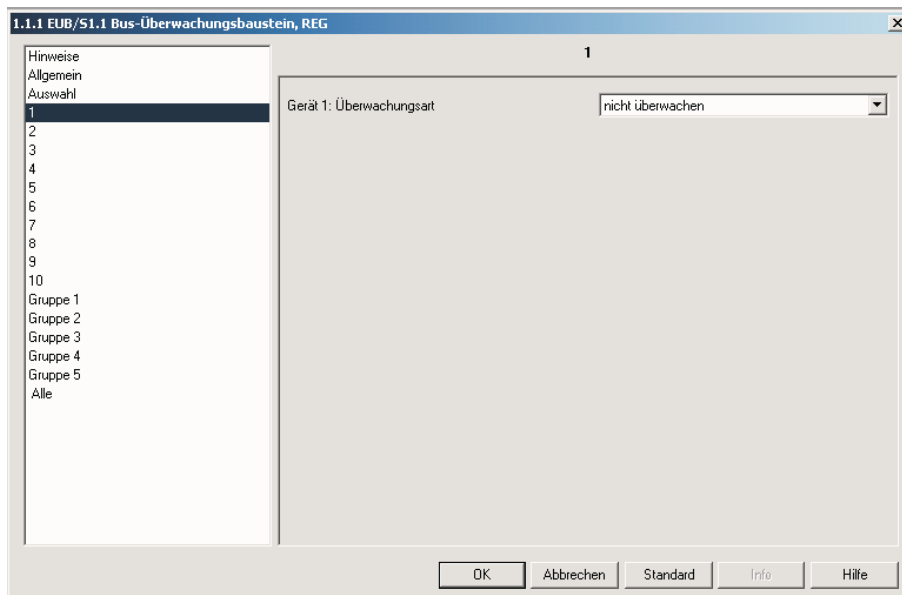 1.1.1 EUB/S1.1 Bus-Überwachungsbaustein, REG
Hinweise
Allgemein
Auswahl
1
2
3
4
5
6
7
8
9
10
Gruppe 1
Gruppe 2
Gruppe 3
Gruppe 4
Gruppe 5
Alle
1
Gerät 1: Überwachungsart
nicht überwachen
OK
Abbrechen
Standard
Info
Hilfe